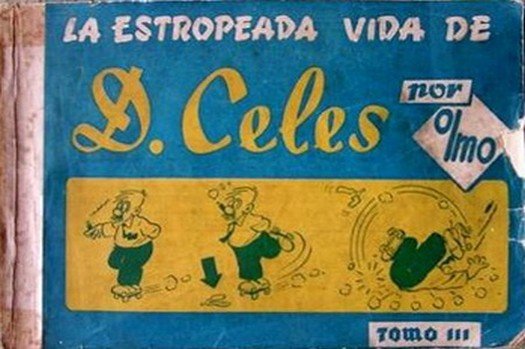 LA ESTROPEADA VIDA DE
D. Celes
por
olmo
TOMO III